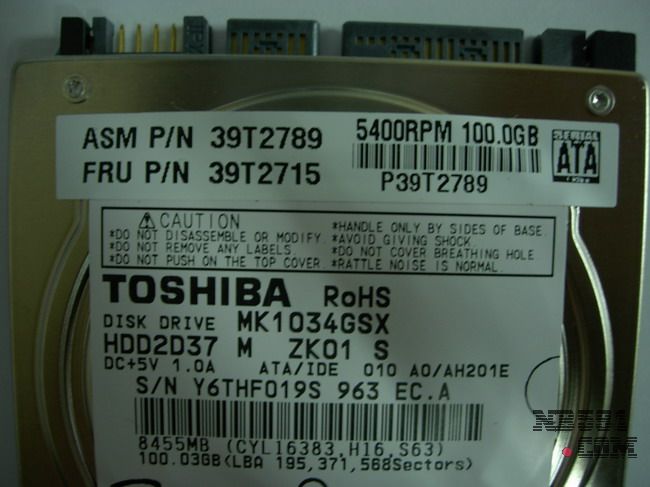 ASM P/N 39T2789
FRU P/N 39T2715
5400RPM 100.0GB
P39T2789
SERIAL
ATA
CAUTION
*DO NOT DISASSEMBLE OR MODIFY.
*DO NOT REMOVE ANY LABELS.
*DO NOT PUSH ON THE TOP COVER.
*HANDLE ONLY BY SIDES OF BASE
*AVOID GIVING SHOCK.
*DO NOT COVER BREATHING HOLE
*RATTLE NOISE IS NORMAL.
TOSHIBA RoHS
DISK DRIVE MK1034GSX
HDD2D37 M ZK01 S
DC+5V 1.0A ATA/IDE 010 A0/AH201E
S/N Y6THF019S 963 EC.A
8455MB (CYL16383,H16,S63)
100.03GB(LBA 195,371,568Sectors)
.COM